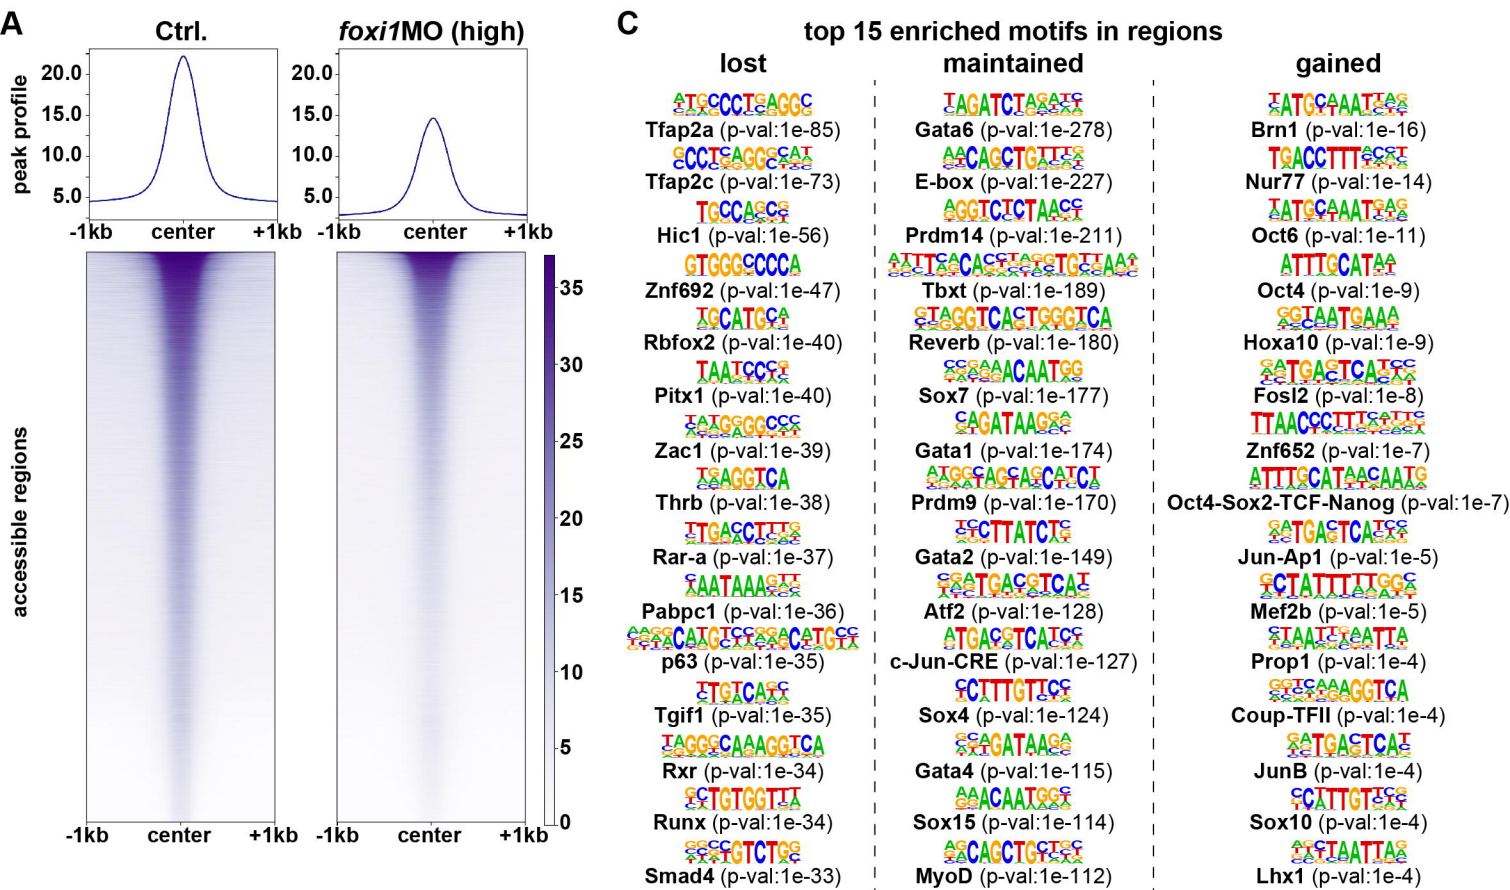 A
Ctrl.
foxi1MO (high)
peak profile
20.0
15.0
10.0
5.0
-1kb center +1kb
20.0
15.0
10.0
5.0
-1kb center +1kb
accessible regions
-1kb center +1kb
-1kb center +1kb
35
30
25
20
15
10
5
0
C
top 15 enriched motifs in regions
lost
Tfap2a (p-val:1e-85)
Tfap2c (p-val:1e-73)
Hic1 (p-val:1e-56)
Znf692 (p-val:1e-47)
Rbfox2 (p-val:1e-40)
Pitx1 (p-val:1e-40)
Zac1 (p-val:1e-39)
Thrb (p-val:1e-38)
Rar-a (p-val:1e-37)
Pabpc1 (p-val:1e-36)
p63 (p-val:1e-35)
Tgif1 (p-val:1e-35)
Rxr (p-val:1e-34)
Runx (p-val:1e-34)
Smad4 (p-val:1e-33)
maintained
Gata6 (p-val:1e-278)
E-box (p-val:1e-227)
Prdm14 (p-val:1e-211)
Tbxt (p-val:1e-189)
Reverb (p-val:1e-180)
Sox7 (p-val:1e-177)
Gata1 (p-val:1e-174)
Prdm9 (p-val:1e-170)
Gata2 (p-val:1e-149)
Atf2 (p-val:1e-128)
c-Jun-CRE (p-val:1e-127)
Sox4 (p-val:1e-124)
Gata4 (p-val:1e-115)
Sox15 (p-val:1e-114)
MyoD (p-val:1e-112)
gained
Brn1 (p-val:1e-16)
Nur77 (p-val:1e-14)
Oct6 (p-val:1e-11)
Oct4 (p-val:1e-9)
Hoxa10 (p-val:1e-9)
Fosl2 (p-val:1e-8)
Znf652 (p-val:1e-7)
Oct4-Sox2-TCF-Nanog (p-val:1e-7)
Jun-Ap1 (p-val:1e-5)
Mef2b (p-val:1e-5)
Prop1 (p-val:1e-4)
Coup-TFII (p-val:1e-4)
JunB (p-val:1e-4)
Sox10 (p-val:1e-4)
Lhx1 (p-val:1e-4)